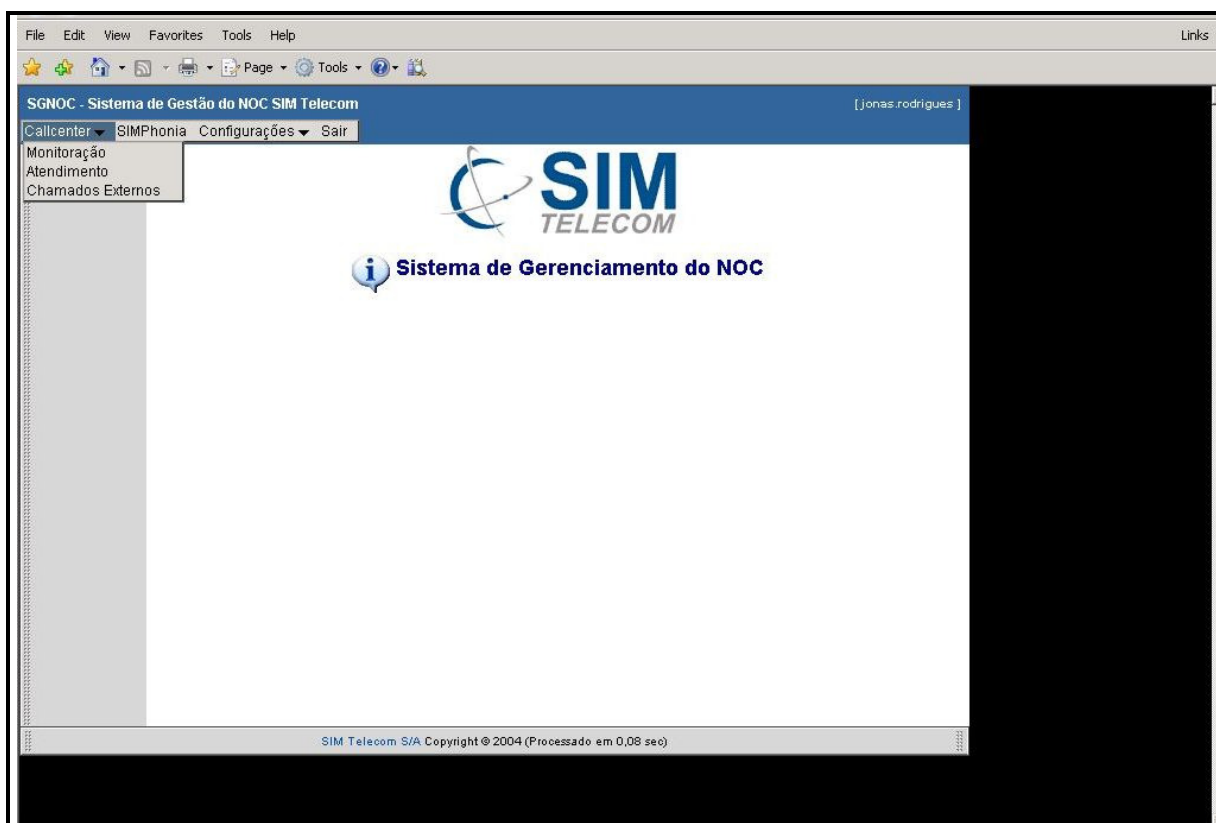 File Edit View Favorites Tools Help Links
Page Tools
SGNOC - Sistema de Gestão do NOC SIM Telecom [ jonas.rodrigues ]
Callcenter SIMPhonia Configurações Sair
Monitoração
Atendimento
Chamados Externos
SIM
TELECOM
Sistema de Gerenciamento do NOC
SIM Telecom S/A Copyright © 2004 (Processado em 0,08 sec)